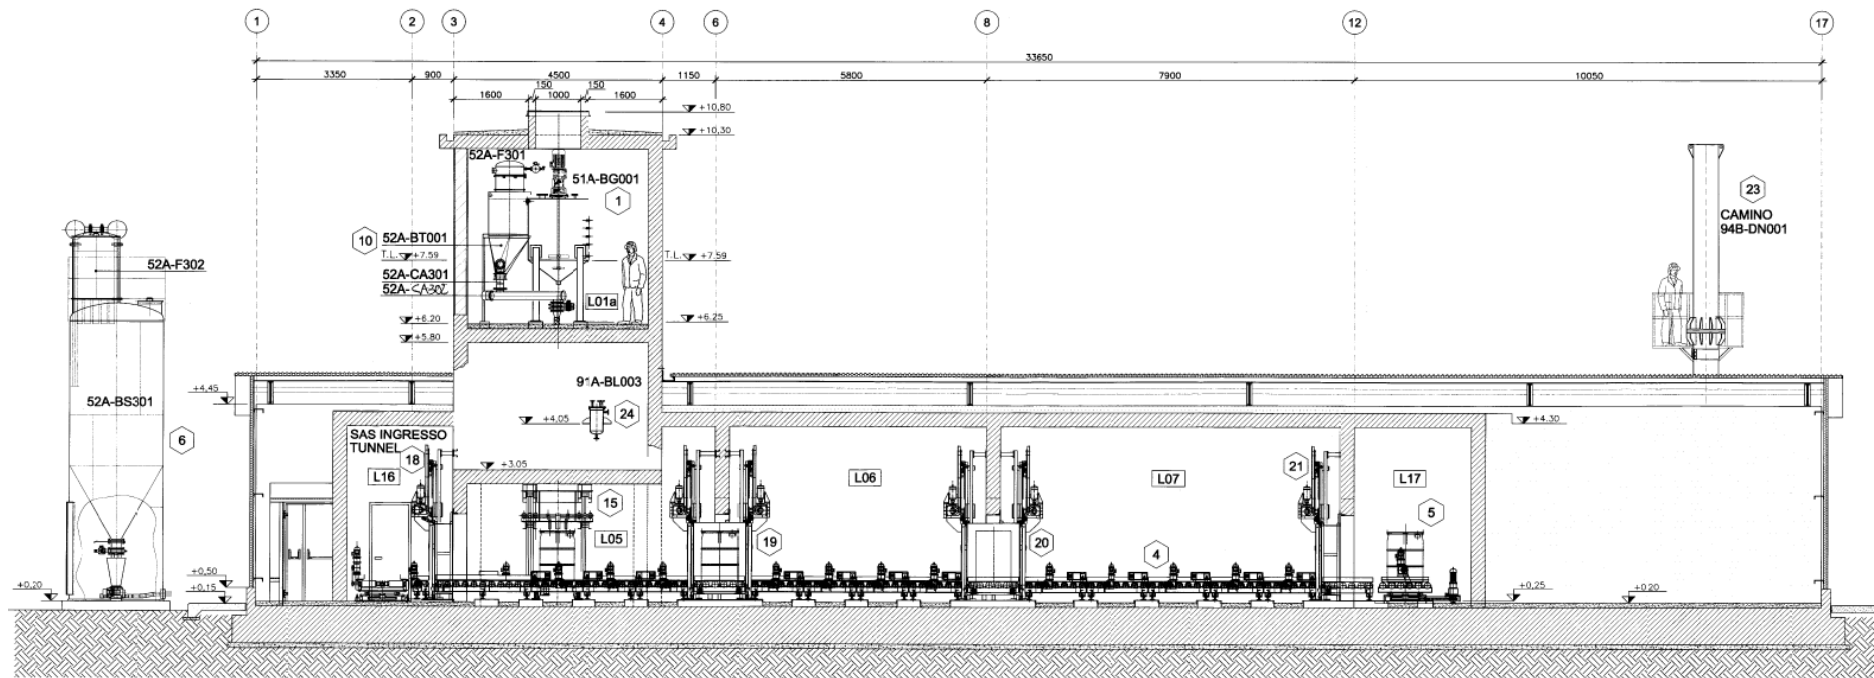 1 2 3 4 6 8 12 17
33650
3350 900 4500 1150 5800 7900 10050
150 150
1600 1000 1600
+10,80
+10,30
52A-F301
51A-BG001
1
23
CAMINO
94B-DN001
10 52A-BT001
T.L. +7.59
T.L. +7.59
52A-F302
52A-CA301
52A-CA302
L01a
+6.20
+6.25
+5.80
91A-BL003
+4,45
52A-BS301
24
+4.05
+4.30
6
SAS INGRESSO
TUNNEL
18
+3.05
21
L16
L06
L07
L17
15
5
L05
19
20
4
+0,50
+0,20
+0,15
+0,25
+0,20